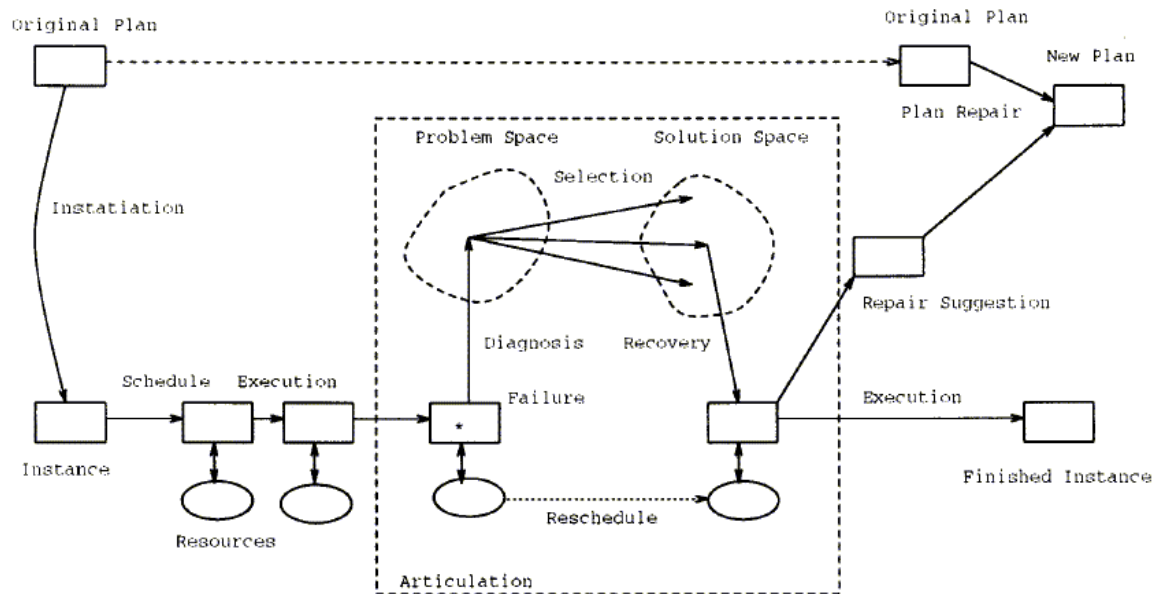 Original Plan
Original Plan
New Plan
Plan Repair
Problem Space
Solution Space
Selection
Instatiation
Repair Suggestion
Diagnosis
Recovery
Schedule
Execution
Failure
Execution
*
Instance
Finished Instance
Reschedule
Resources
Articulation